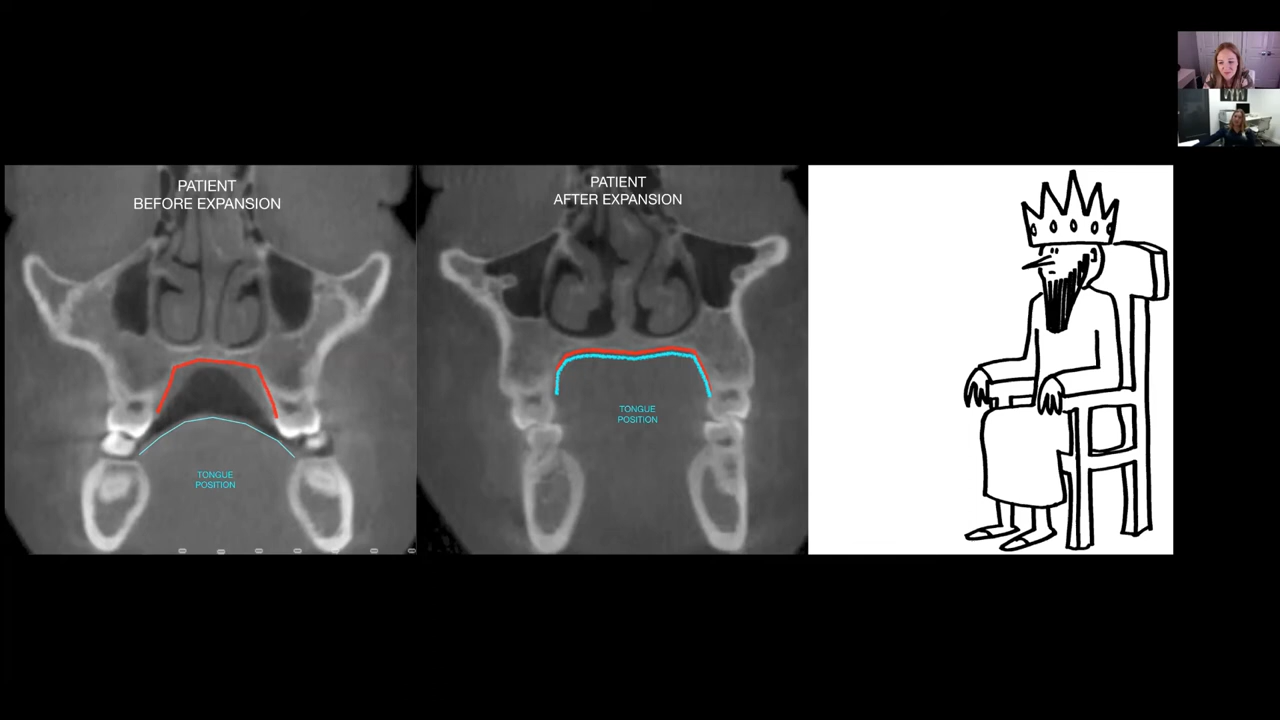 PATIENT
BEFORE EXPANSION
PATIENT
AFTER EXPANSION
TONGUE
POSITION
TONGUE
POSITION